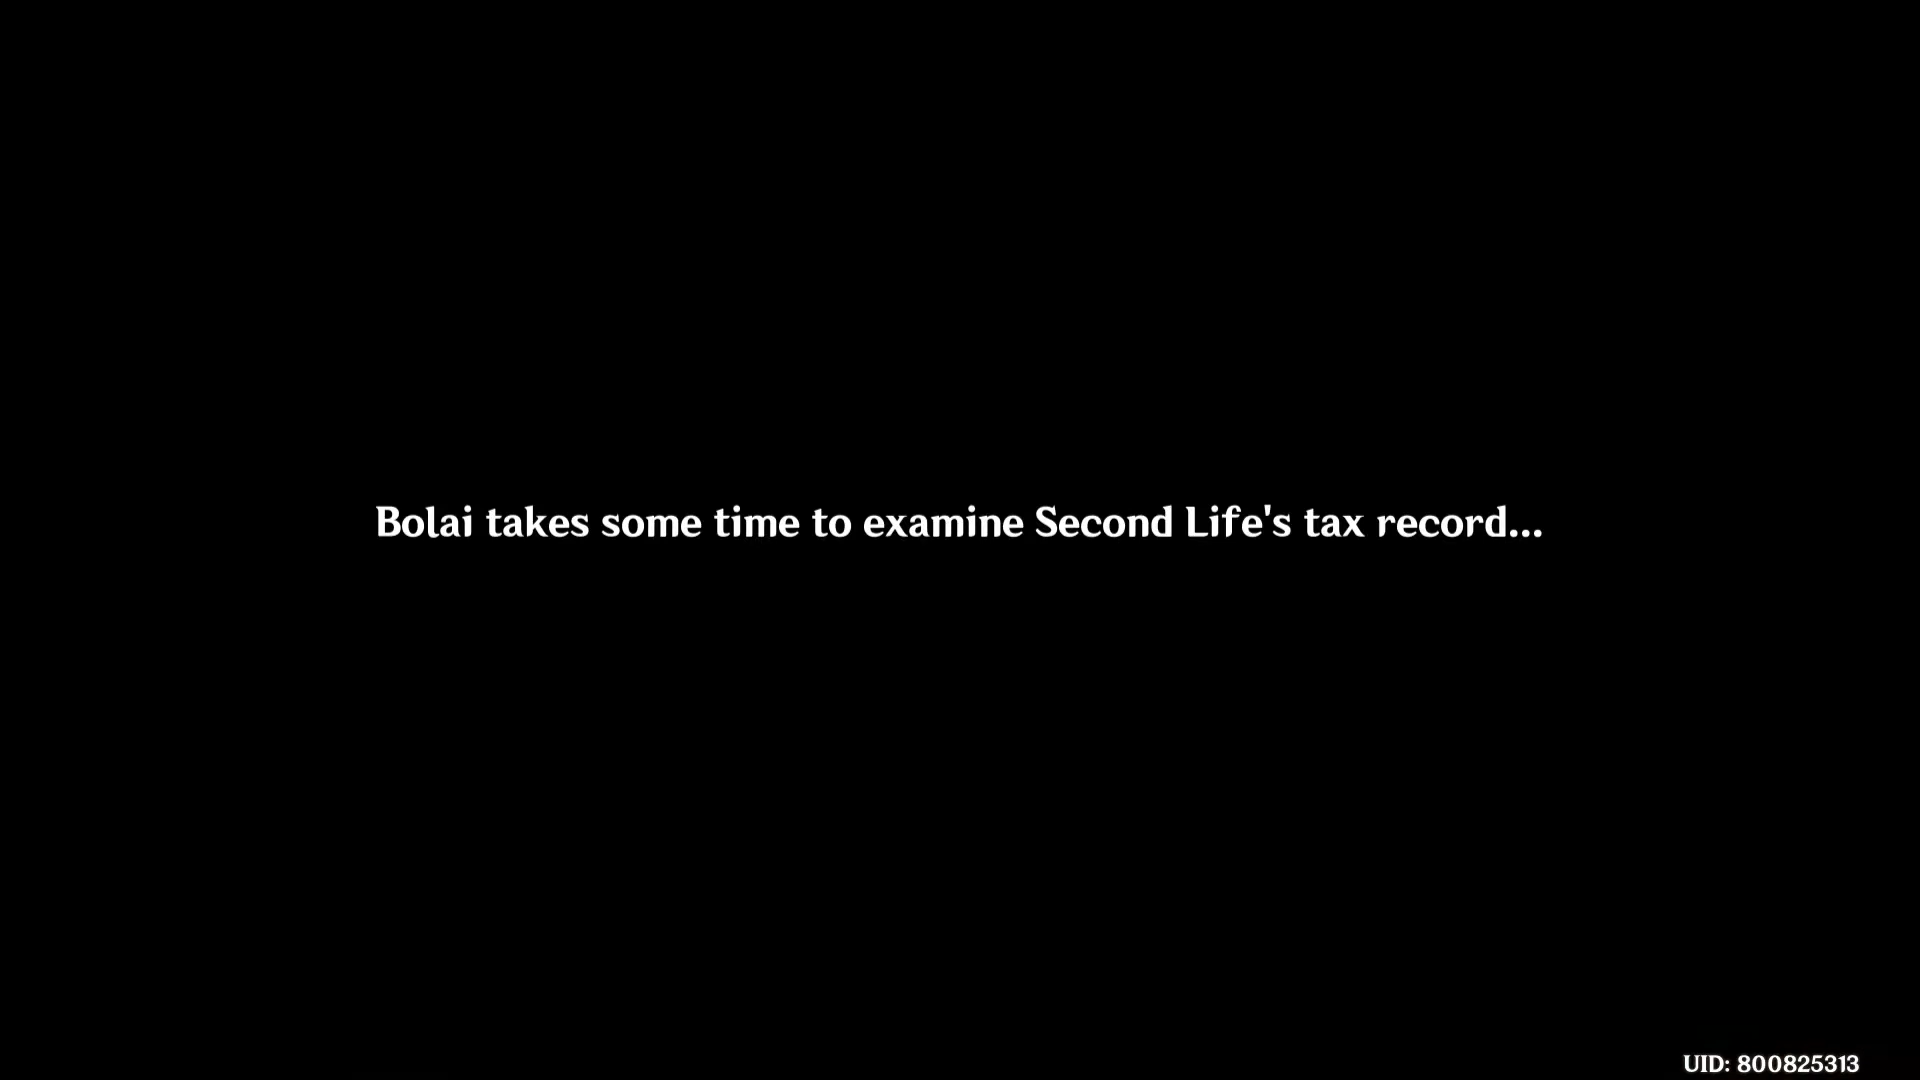 Bolai takes some time to examine Second Life's tax record...
UID: 800825313